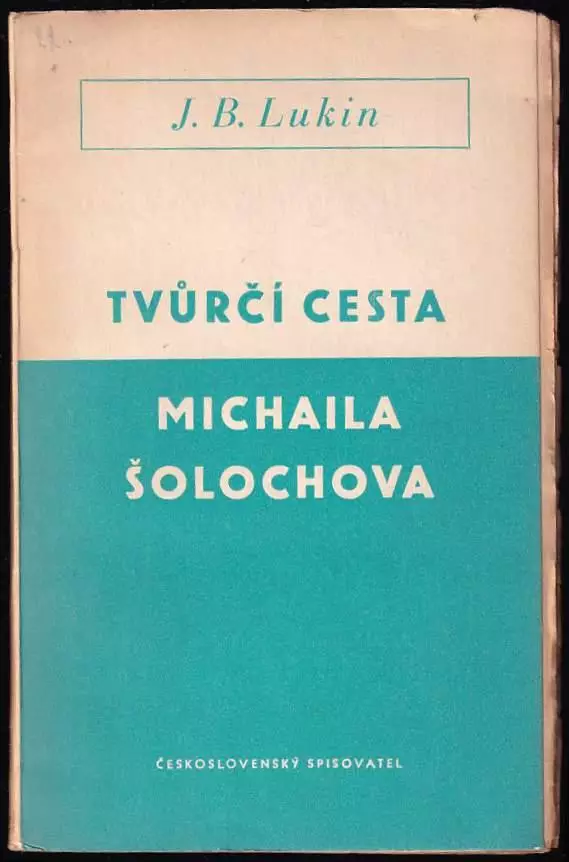 J. B. Lukin
TVŮRČÍ CESTA
MICHAILA
ŠOLOCHOVA
ČESKOSLOVENSKÝ SPISOVATEL